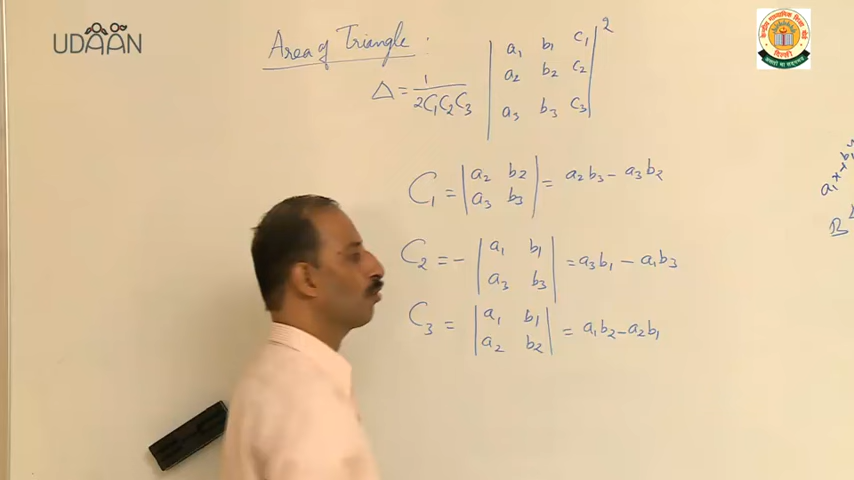 UDAAN
Area of Triangle :
Δ = 1/2C₁C₂C₃ | a₁ b₁ c₁ |²
| a₂ b₂ c₂ |
| a₃ b₃ c₃ |
C₁ = | a₂ b₂ | = a₂b₃ - a₃b₂
| a₃ b₃ |
C₂ = - | a₁ b₁ | = a₃b₁ - a₁b₃
| a₃ b₃ |
C₃ = | a₁ b₁ | = a₁b₂ - a₂b₁
| a₂ b₂ |
B